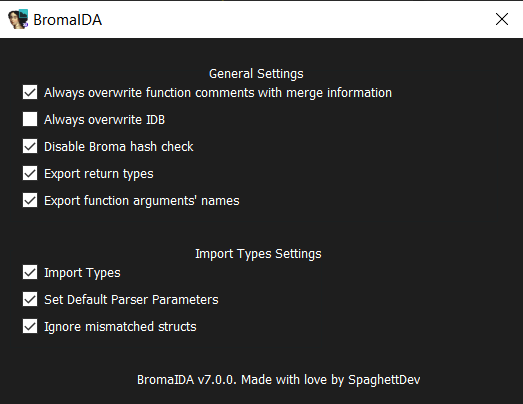 BromaIDA
General Settings
Always overwrite function comments with merge information
Always overwrite IDB
Disable Broma hash check
Export return types
Export function arguments' names
Import Types Settings
Import Types
Set Default Parser Parameters
Ignore mismatched structs
BromaIDA v7.0.0. Made with love by SpaghettDev